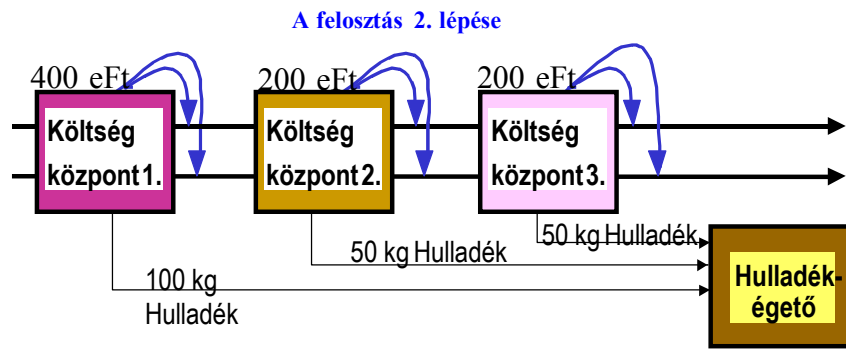 A felosztás 2. lépése
400 eFt
200 eFt
200 eFt
Költség
központ 1.
Költség
központ 2.
Költség
központ 3.
50 kg Hulladék
50 kg Hulladék
100 kg
Hulladék
Hulladék-
égető